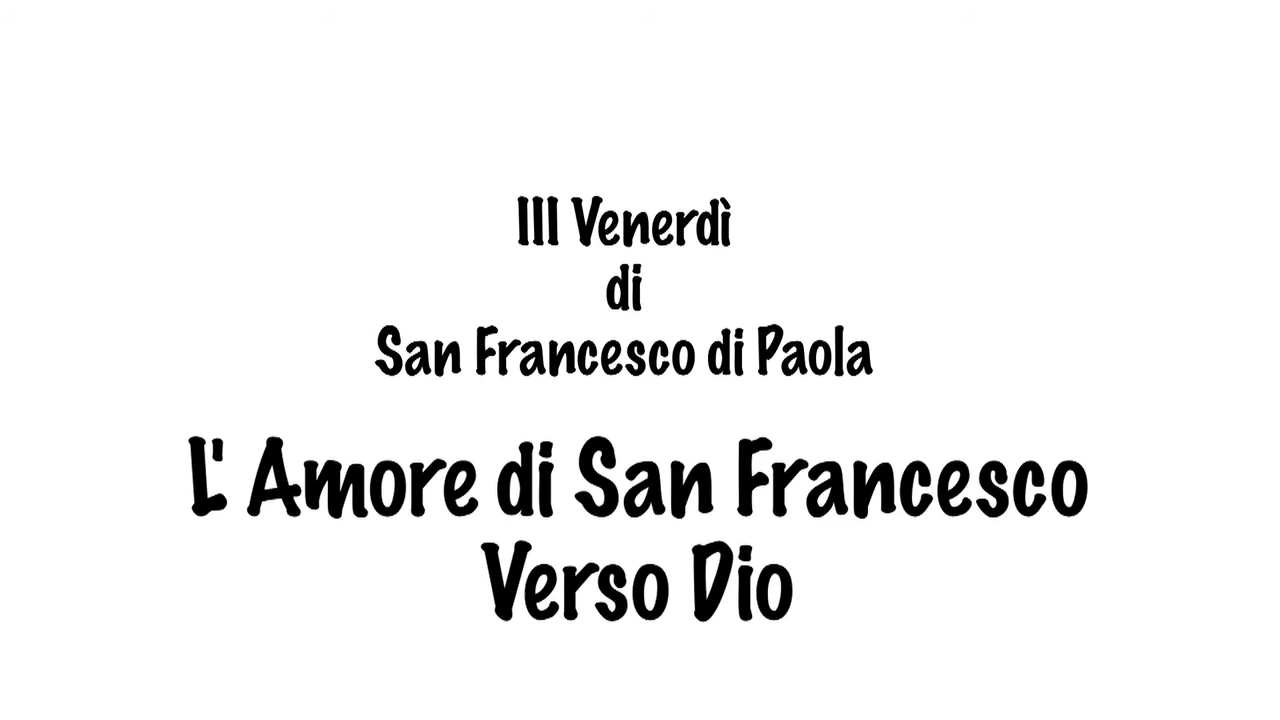 III Venerdì
di
San Francesco di Paola
L' Amore di San Francesco
Verso Dio